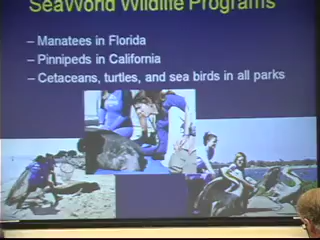 SeaWorld Wildlife Programs
– Manatees in Florida
– Pinnipeds in California
– Cetaceans, turtles, and sea birds in all parks